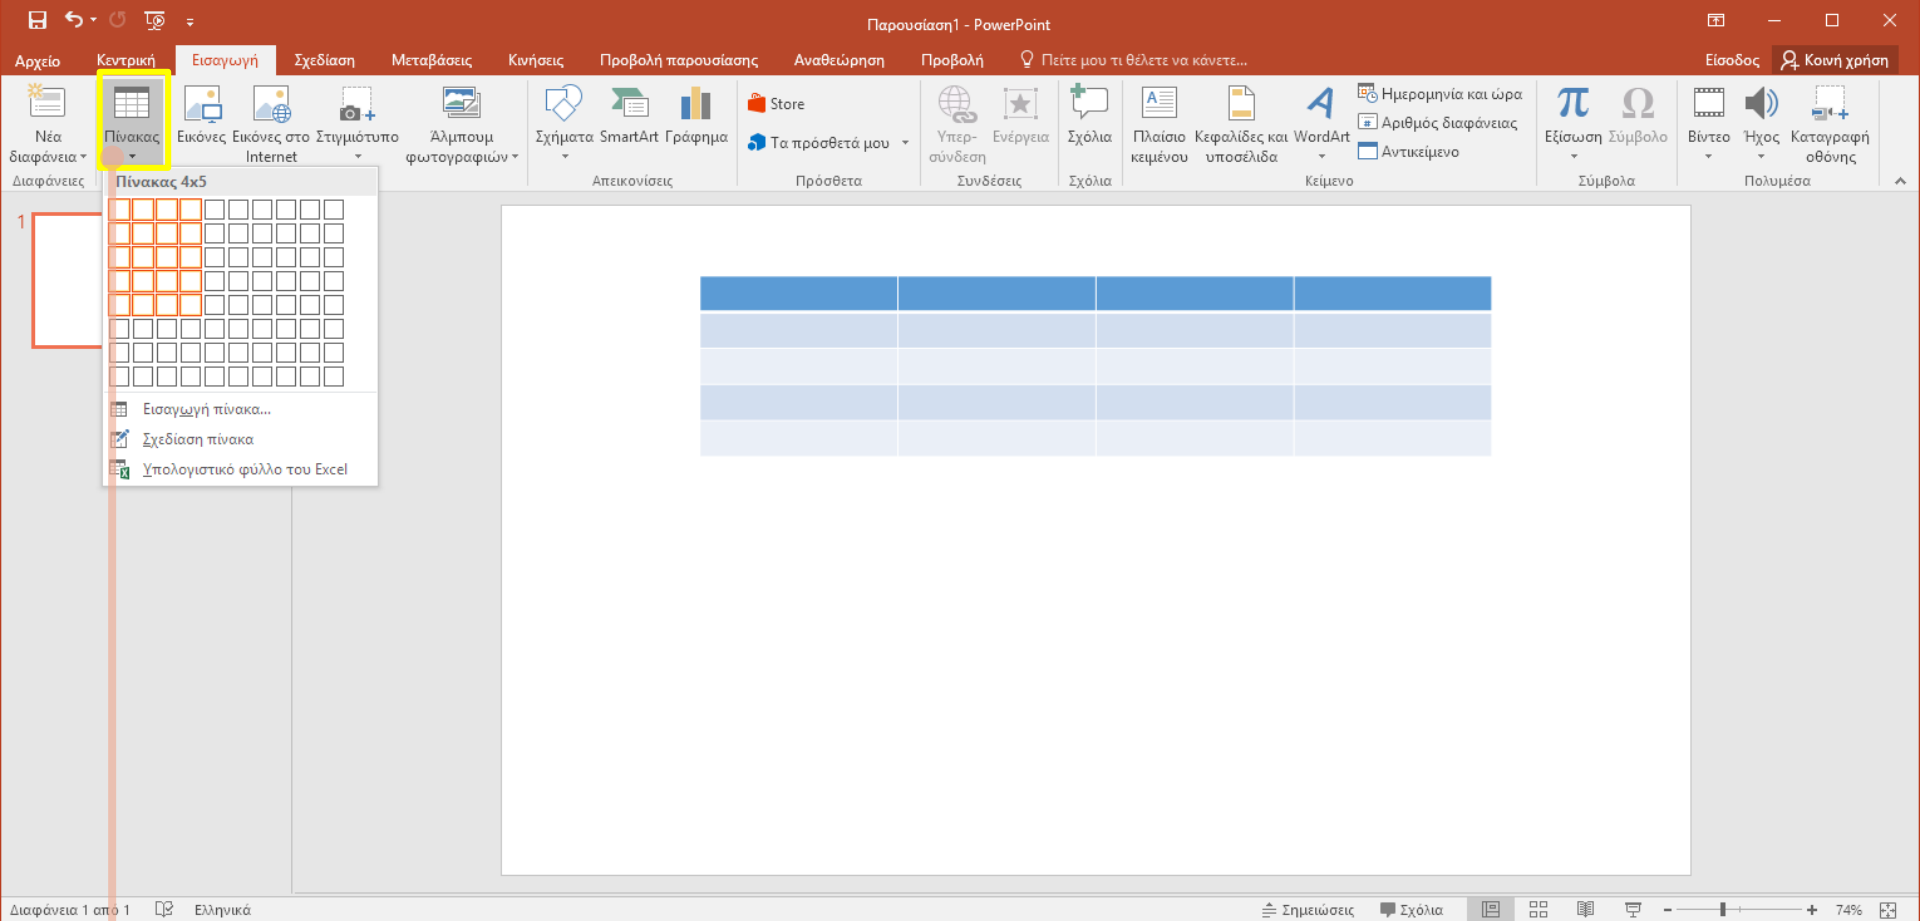 Παρουσίαση1 - PowerPoint
Αρχείο Κεντρική Εισαγωγή Σχεδίαση Μεταβάσεις Κινήσεις Προβολή παρουσίασης Αναθεώρηση Προβολή Πείτε μου τι θέλετε να κάνετε... Είσοδος Κοινή χρήση
Νέα διαφάνεια
Πίνακας
Εικόνες
Εικόνες στο Internet
Στιγμιότυπο
Άλμπουμ φωτογραφιών
Σχήματα
SmartArt
Γράφημα
Store
Τα πρόσθετά μου
Υπερ-
σύνδεση
Ενέργεια
Σχόλια
Πλαίσιο κειμένου
Κεφαλίδες και υποσέλιδα
WordArt
Ημερομηνία και ώρα
Αριθμός διαφάνειας
Αντικείμενο
Εξίσωση
Σύμβολο
Βίντεο
Ήχος
Καταγραφή οθόνης
Διαφάνειες Απεικονίσεις Πρόσθετα Συνδέσεις Σχόλια Κείμενο Σύμβολα Πολυμέσα
Πίνακας 4x5
1
Εισαγωγή πίνακα...
Σχεδίαση πίνακα
Υπολογιστικό φύλλο του Excel
Διαφάνεια 1 από 1 Ελληνικά Σημειώσεις Σχόλια 74%